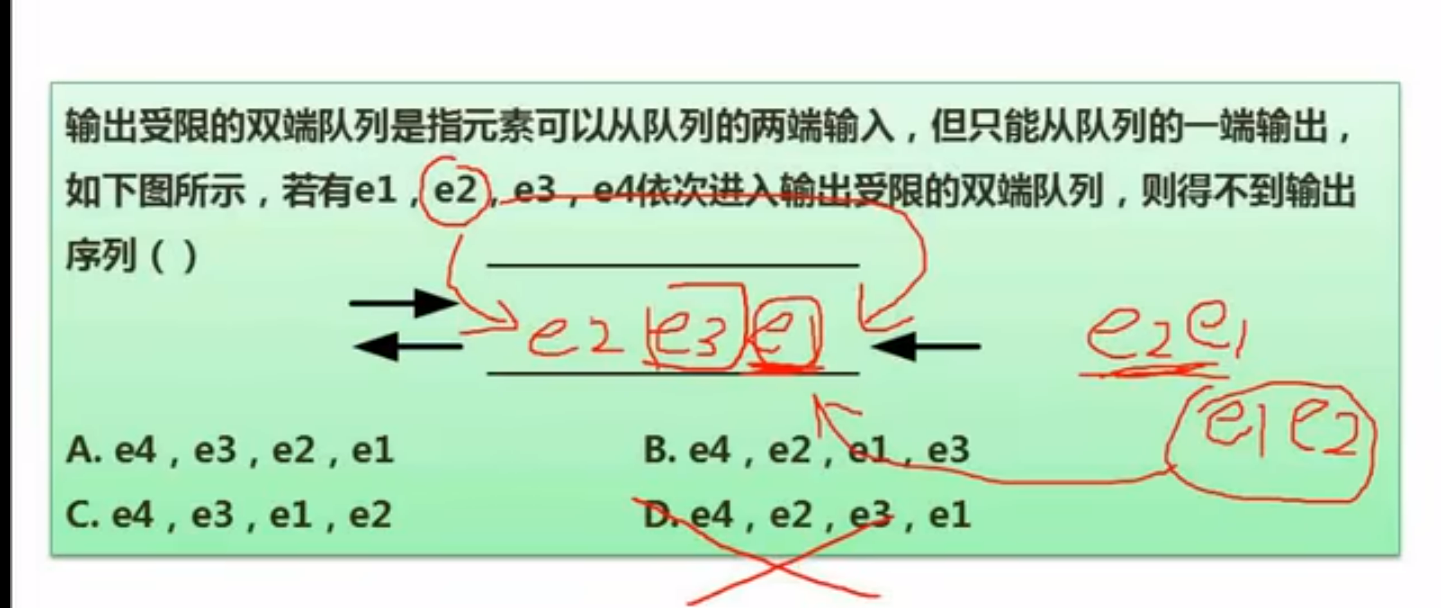 输出受限的双端队列是指元素可以从队列的两端输入，但只能从队列的一端输出，
如下图所示，若有e1，e2，e3，e4依次进入输出受限的双端队列，则得不到输出
序列（ ）
e2 e3 e1
e2e1
e1 e2
A. e4，e3，e2，e1
B. e4，e2，e1，e3
C. e4，e3，e1，e2
D. e4，e2，e3，e1